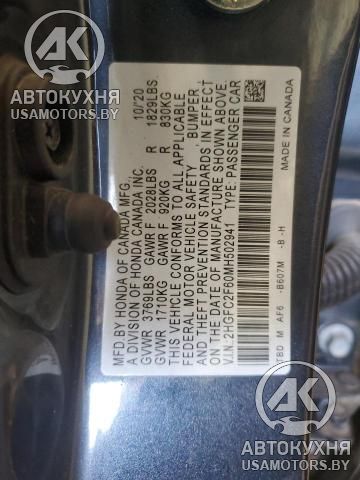 АВТОКУХНЯ
USAMOTORS.BY
MFD.BY HONDA OF CANADA MFG. 10/'20
A DIVISION OF HONDA CANADA INC.
GVWR 3769LBS GAWR F 2028LBS R 1829LBS
GVWR 1710KG GAWR F 920KG R 830KG
THIS VEHICLE CONFORMS TO ALL APPLICABLE
FEDERAL MOTOR VEHICLE SAFETY, BUMPER
AND THEFT PREVENTION STANDARDS IN EFFECT
ON THE DATE OF MANUFACTURE SHOWN ABOVE.
V.I.N.:2HGFC2F60MH502941 TYPE: PASSENGER CAR
MADE IN CANADA
M AF6 -B607M -B -H
АВТОКУХНЯ
USAMOTORS.BY